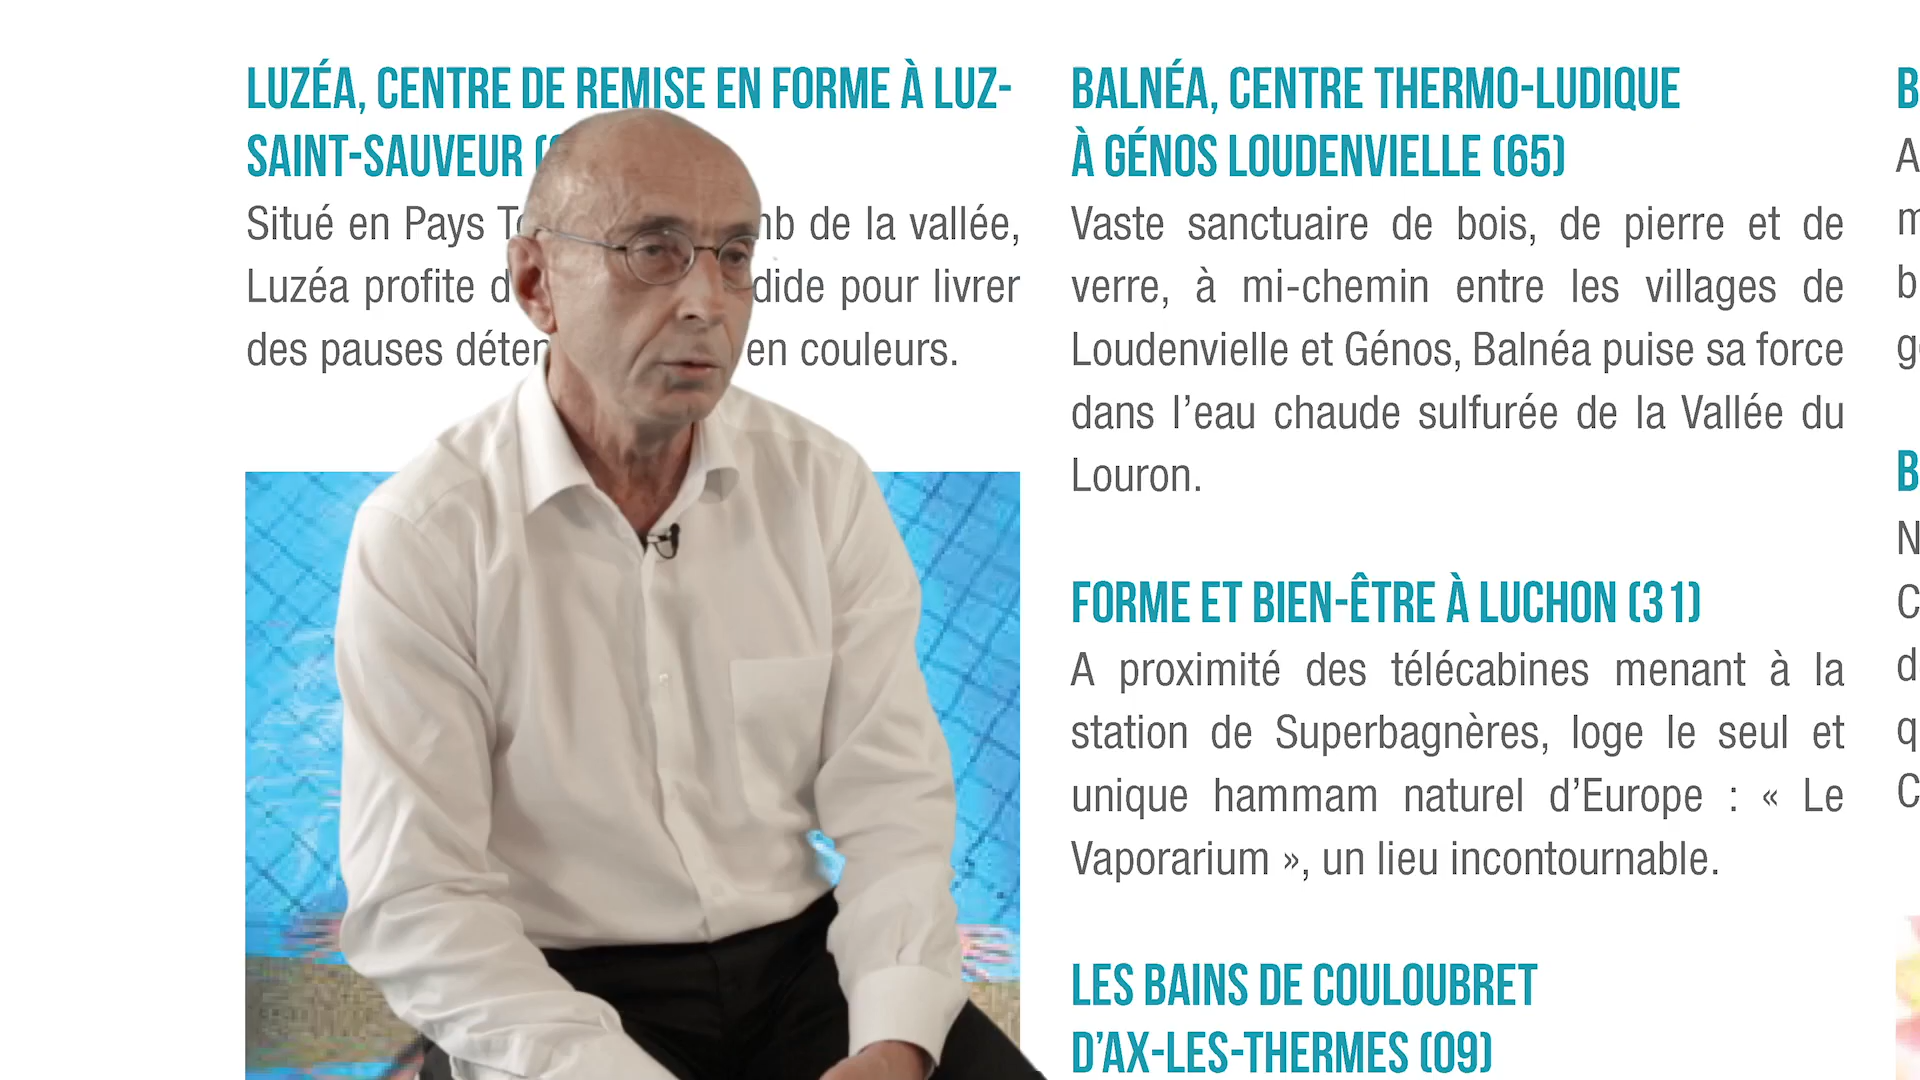 LUZÉA, CENTRE DE REMISE EN FORME À LUZ-
SAINT-SAUVEUR
Situé en Pays de la vallée,
Luzéa profite pour livrer
des pauses en couleurs.
BALNÉA, CENTRE THERMO-LUDIQUE
À GÉNOS LOUDENVIELLE (65)
Vaste sanctuaire de bois, de pierre et de
verre, à mi-chemin entre les villages de
Loudenvielle et Génos, Balnéa puise sa force
dans l’eau chaude sulfurée de la Vallée du
Louron.
FORME ET BIEN-ÊTRE À LUCHON (31)
A proximité des télécabines menant à la
station de Superbagnères, loge le seul et
unique hammam naturel d’Europe : « Le
Vaporarium », un lieu incontournable.
LES BAINS DE COULOUBRET
D’AX-LES-THERMES (09)